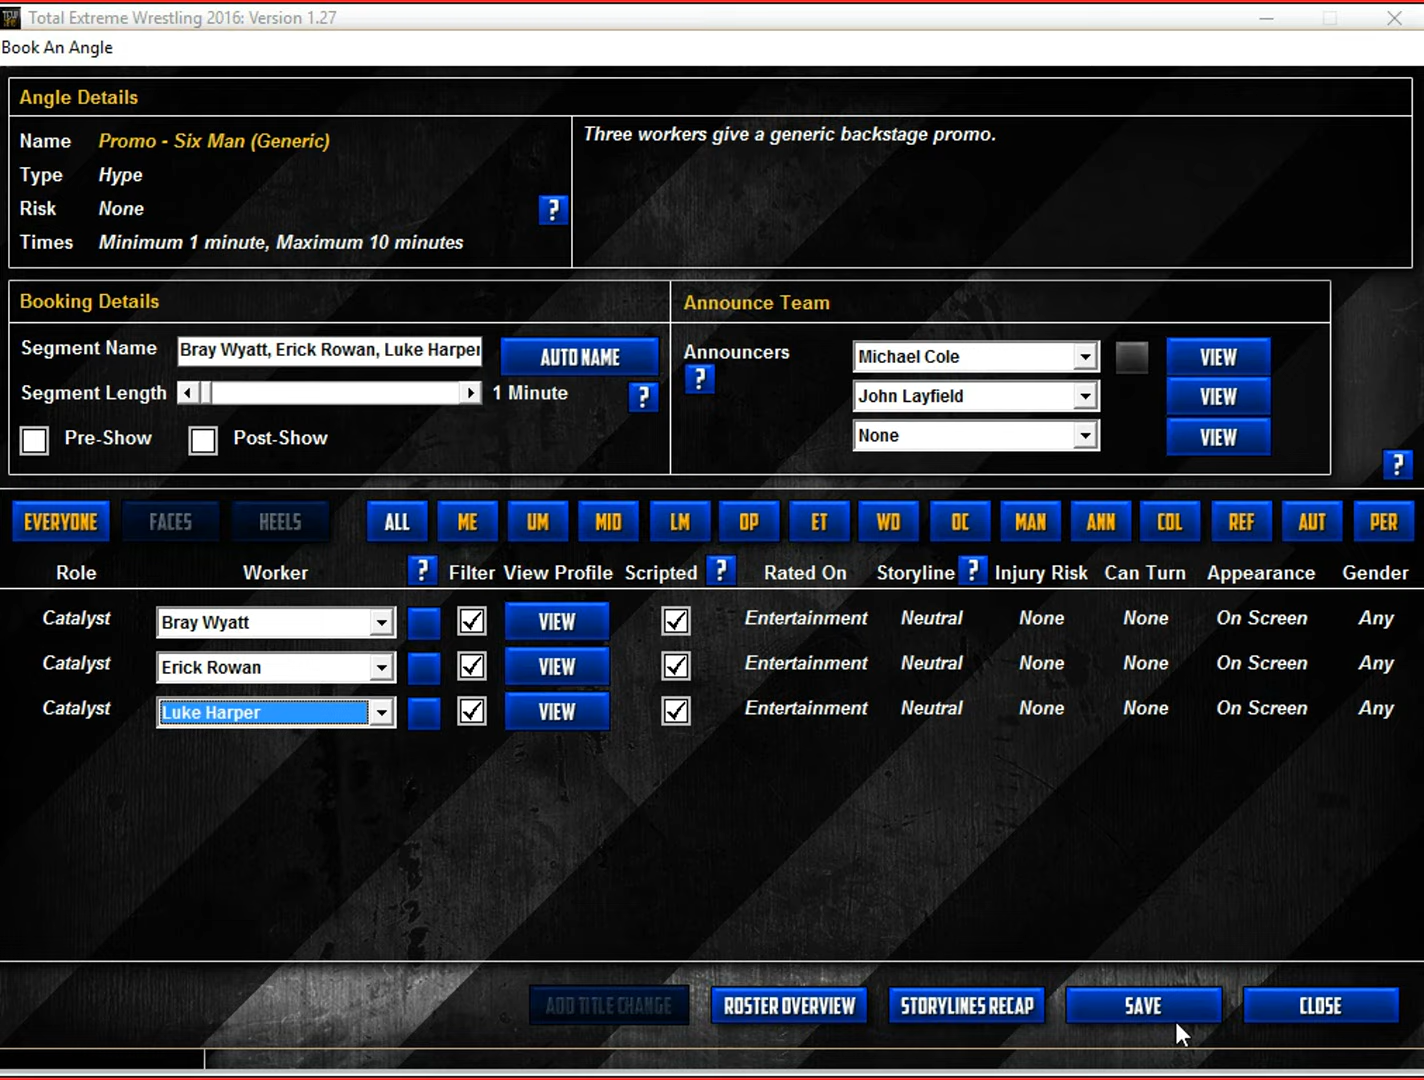 Total Extreme Wrestling 2016: Version 1.27
Book An Angle
Angle Details
Name Promo - Six Man (Generic)
Three workers give a generic backstage promo.
Type Hype
Risk None
?
Times Minimum 1 minute, Maximum 10 minutes
Booking Details
Announce Team
Segment Name Bray Wyatt, Erick Rowan, Luke Harper AUTO NAME
Segment Length 1 Minute ?
Pre-Show Post-Show
Announcers Michael Cole VIEW
?
John Layfield VIEW
None VIEW
?
EVERYONE FACES HEELS ALL ME UM MID LM OP ET WO OC MAN ANN COL REF AUT PER
Role Worker ? Filter View Profile Scripted ? Rated On Storyline ? Injury Risk Can Turn Appearance Gender
Catalyst Bray Wyatt VIEW Entertainment Neutral None None On Screen Any
Catalyst Erick Rowan VIEW Entertainment Neutral None None On Screen Any
Catalyst Luke Harper VIEW Entertainment Neutral None None On Screen Any
ADD TITLE CHANGE ROSTER OVERVIEW STORYLINES RECAP SAVE CLOSE